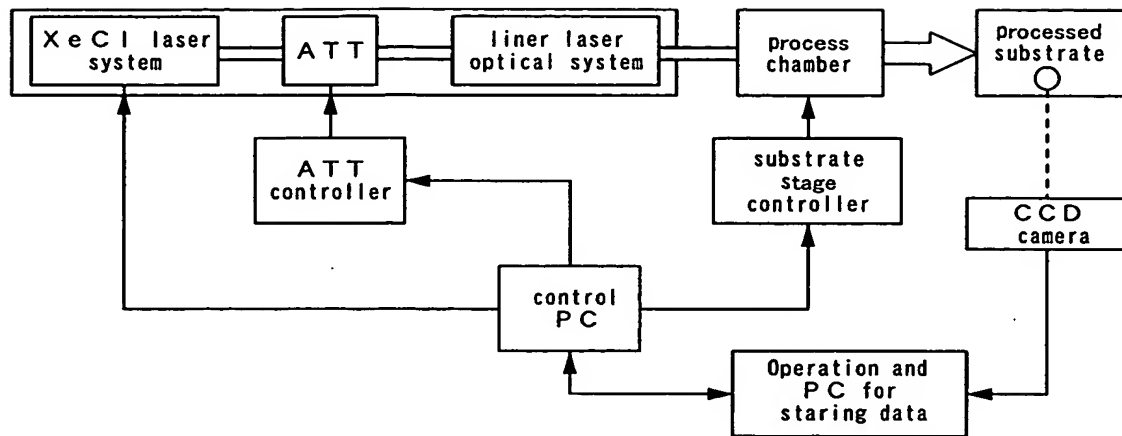 XeCl laser
system
ATT
liner laser
optical system
process
chamber
processed
substrate
ATT
controller
substrate
stage
controller
CCD
camera
control
PC
Operation and
PC for
staring data